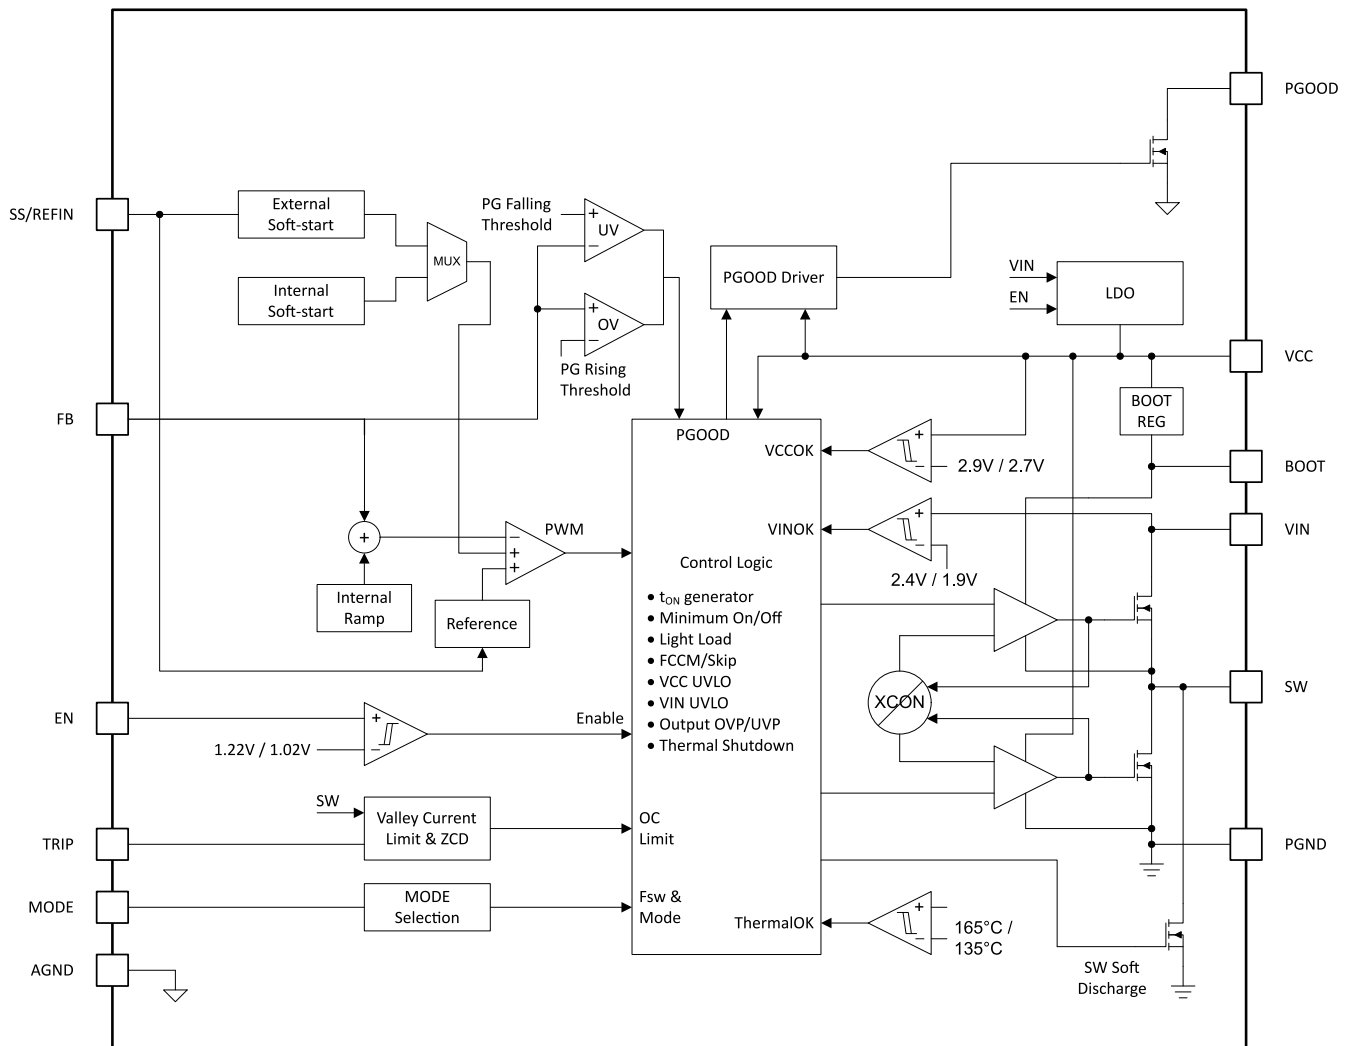 PGOOD
SS/REFIN
External
Soft-start
MUX
Internal
Soft-start
PG Falling
Threshold
+
UV
−
+
OV
−
PG Rising
Threshold
PGOOD Driver
VIN
EN
LDO
VCC
BOOT
REG
FB
PGOOD
VCCOK
+
−
2.9V / 2.7V
BOOT
VINOK
+
−
2.4V / 1.9V
VIN
+
PWM
−
+
+
Internal
Ramp
Reference
Control Logic
• tON generator
• Minimum On/Off
• Light Load
• FCCM/Skip
• VCC UVLO
• VIN UVLO
• Output OVP/UVP
• Thermal Shutdown
XCON
SW
EN
+
−
1.22V / 1.02V
Enable
SW
Valley Current
Limit & ZCD
TRIP
OC
Limit
PGND
MODE
MODE
Selection
Fsw &
Mode
ThermalOK
+
−
165°C /
135°C
AGND
SW Soft
Discharge